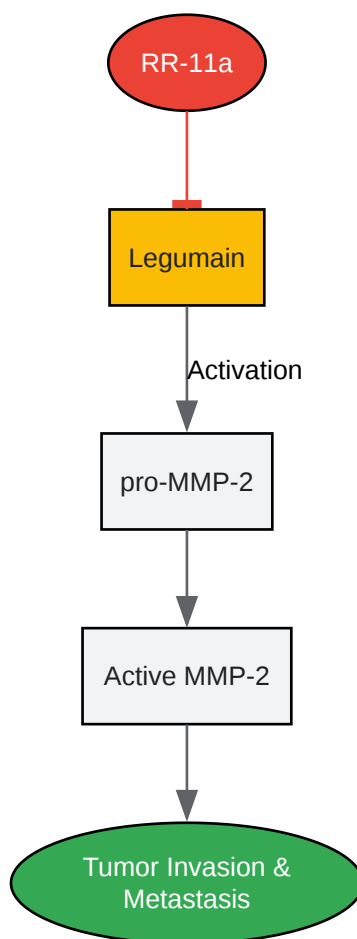 RR-11a
Legumain
Activation
pro-MMP-2
Active MMP-2
Tumor Invasion &
Metastasis